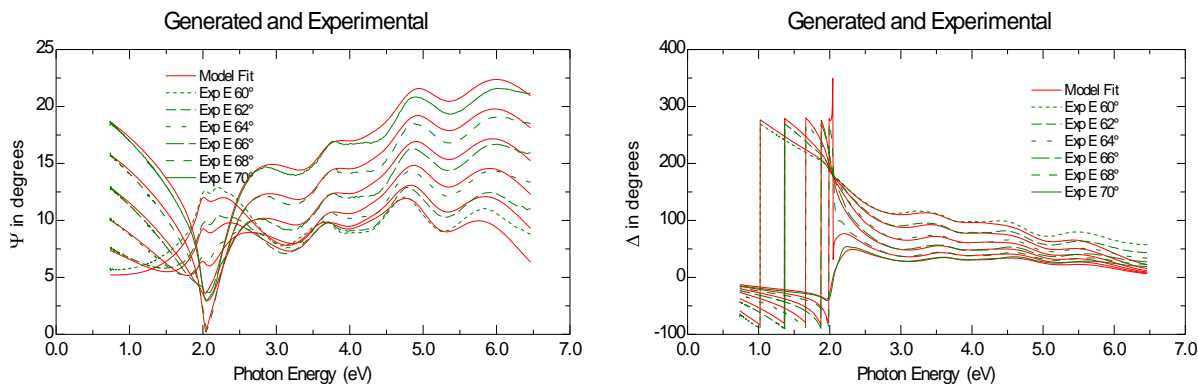 Generated and Experimental
25
20
15
10
5
0
Ψ in degrees
Model Fit
Exp E 60°
Exp E 62°
Exp E 64°
Exp E 66°
Exp E 68°
Exp E 70°
0.0 1.0 2.0 3.0 4.0 5.0 6.0 7.0
Photon Energy (eV)
Generated and Experimental
400
300
200
100
0
-100
Δ in degrees
Model Fit
Exp E 60°
Exp E 62°
Exp E 64°
Exp E 66°
Exp E 68°
Exp E 70°
0.0 1.0 2.0 3.0 4.0 5.0 6.0 7.0
Photon Energy (eV)